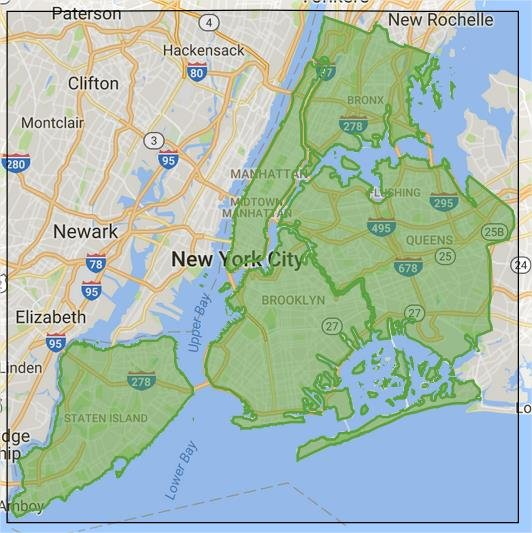 Paterson
Yonkers
New Rochelle
4
Hackensack
80
87
Clifton
BRONX
Montclair
278
3
95
280
MANHATTAN
FLUSHING
MIDTOWN
MANHATTAN
295
495
25B
Newark
QUEENS
New York City
25
78
678
24
95
BROOKLYN
Upper Bay
Elizabeth
27
27
95
Linden
278
Lo
STATEN ISLAND
dge
hip
Lower Bay
Amboy